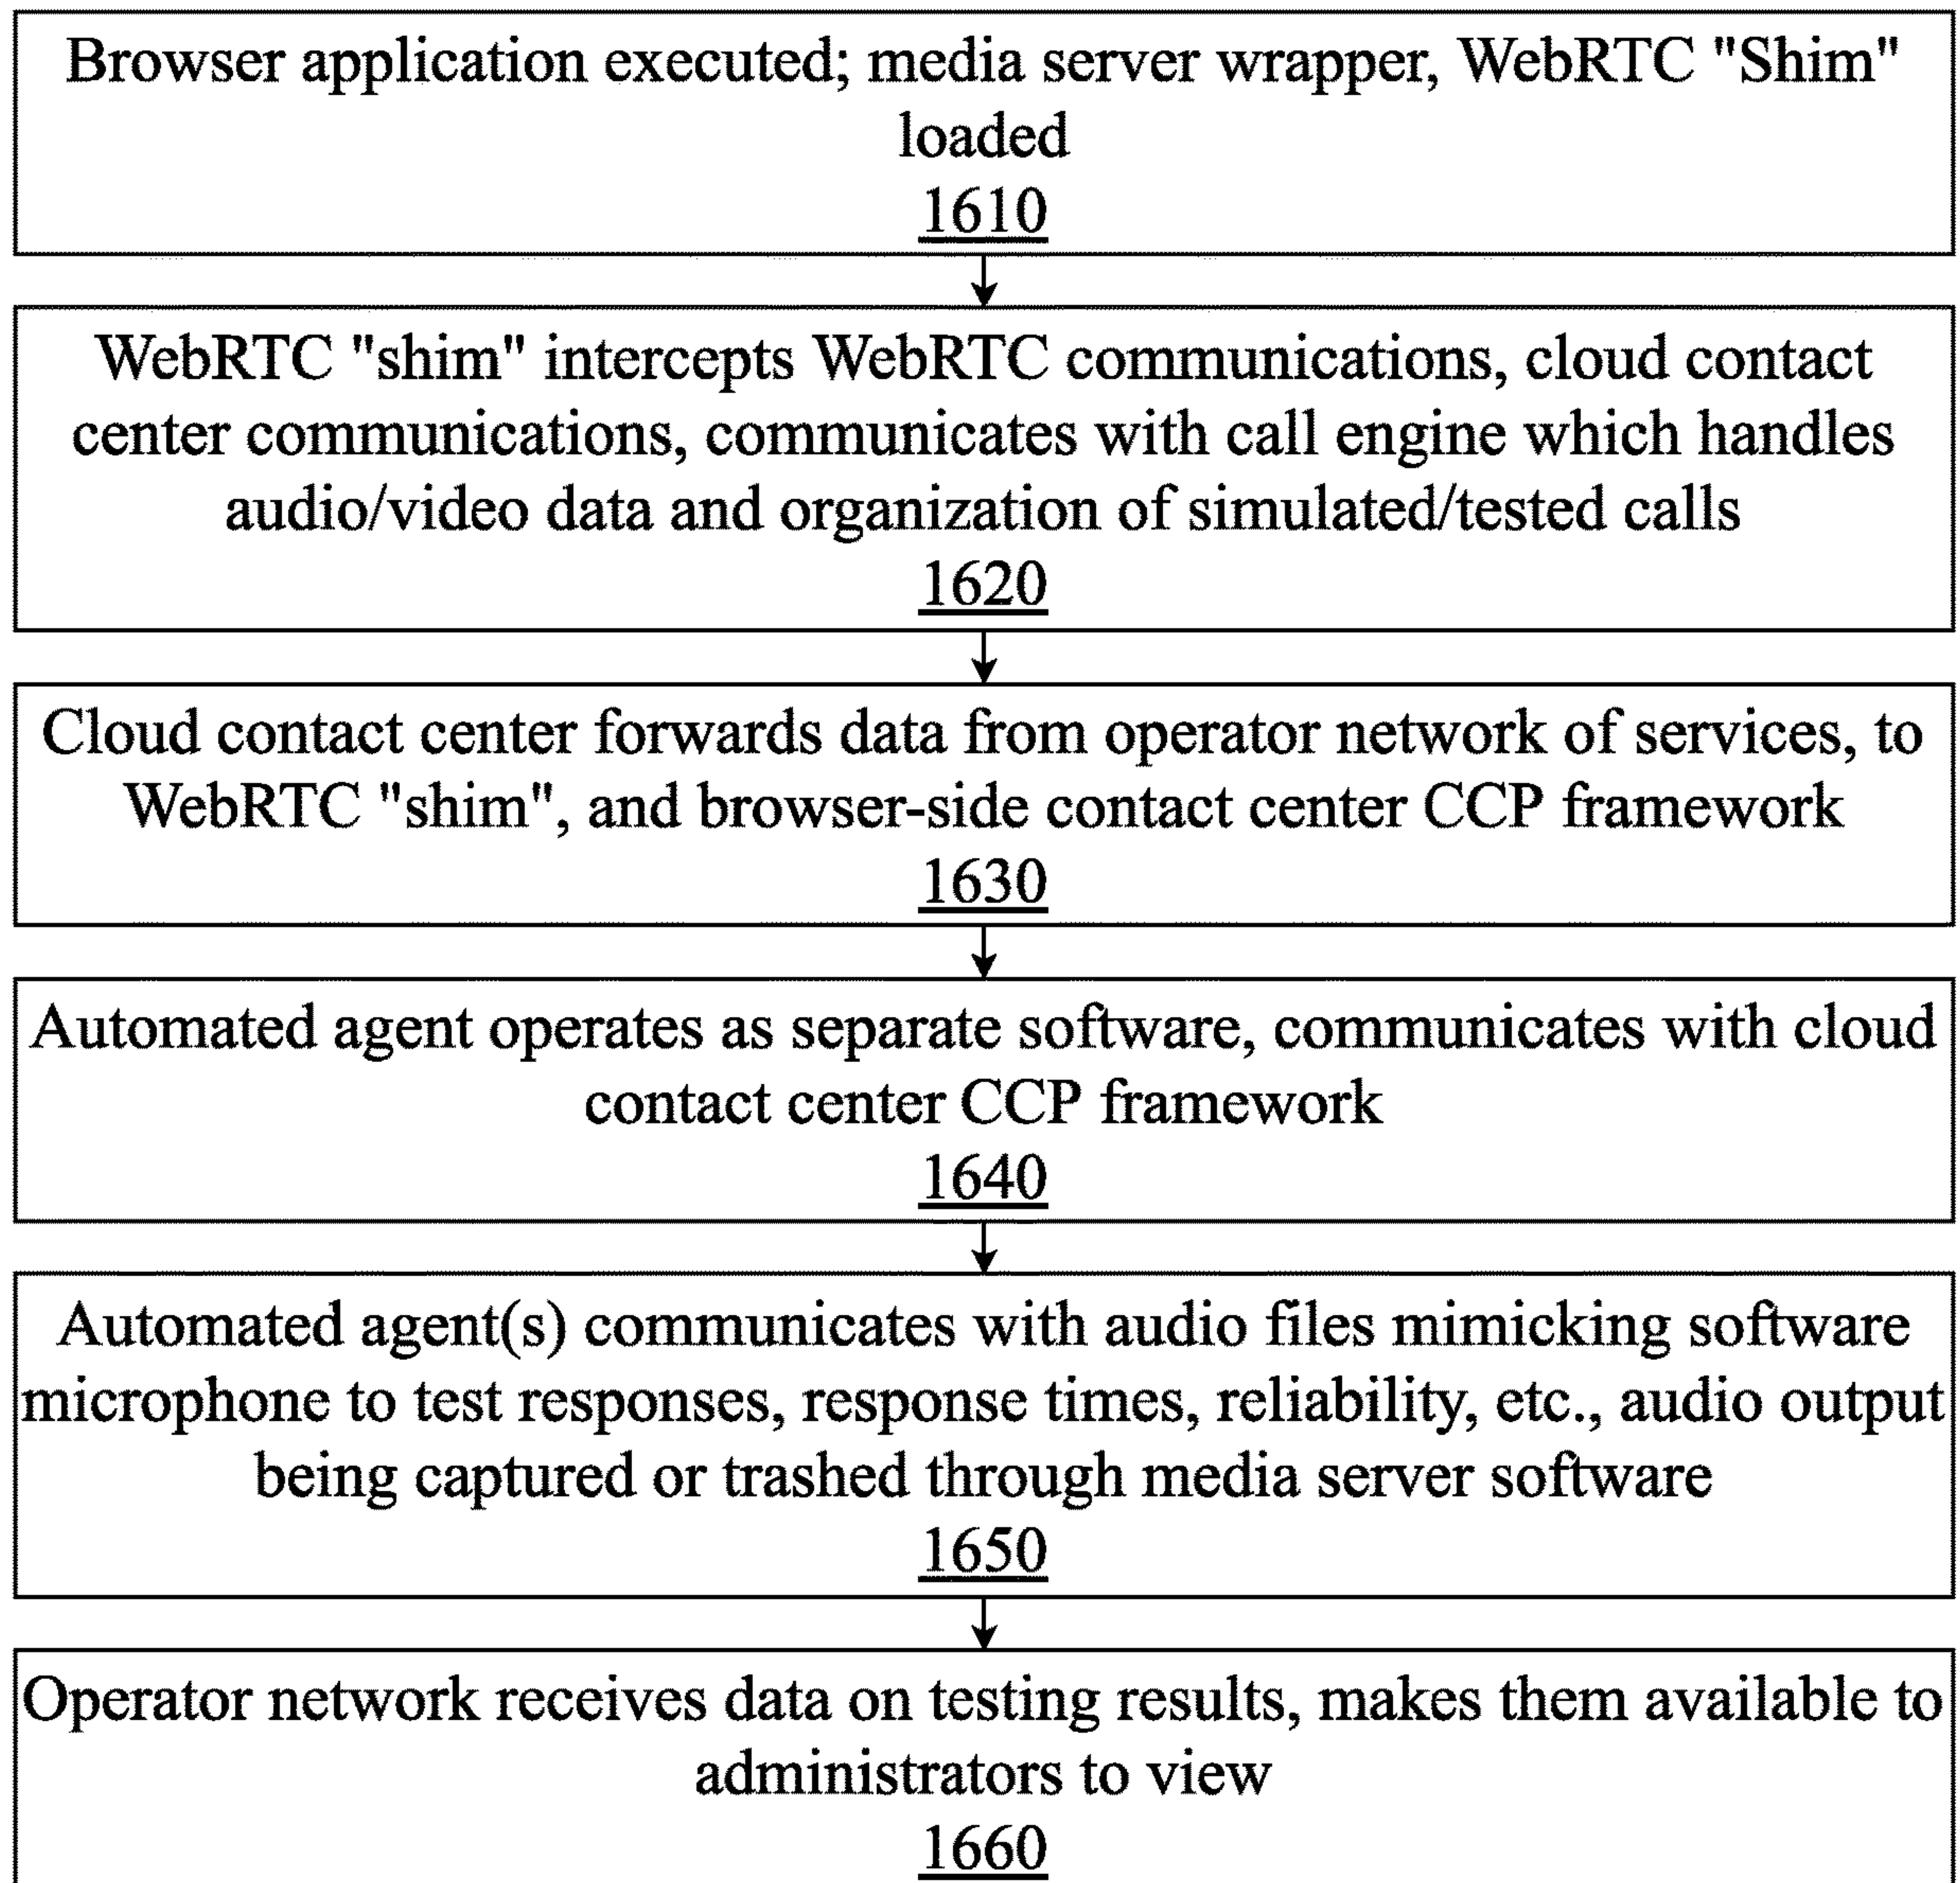 Browser application executed; media server wrapper, WebRTC "Shim"
loaded
1610
WebRTC "shim" intercepts WebRTC communications, cloud contact
center communications, communicates with call engine which handles
audio/video data and organization of simulated/tested calls
1620
Cloud contact center forwards data from operator network of services, to
WebRTC "shim", and browser-side contact center CCP framework
1630
Automated agent operates as separate software, communicates with cloud
contact center CCP framework
1640
Automated agent(s) communicates with audio files mimicking software
microphone to test responses, response times, reliability, etc., audio output
being captured or trashed through media server software
1650
Operator network receives data on testing results, makes them available to
administrators to view
1660